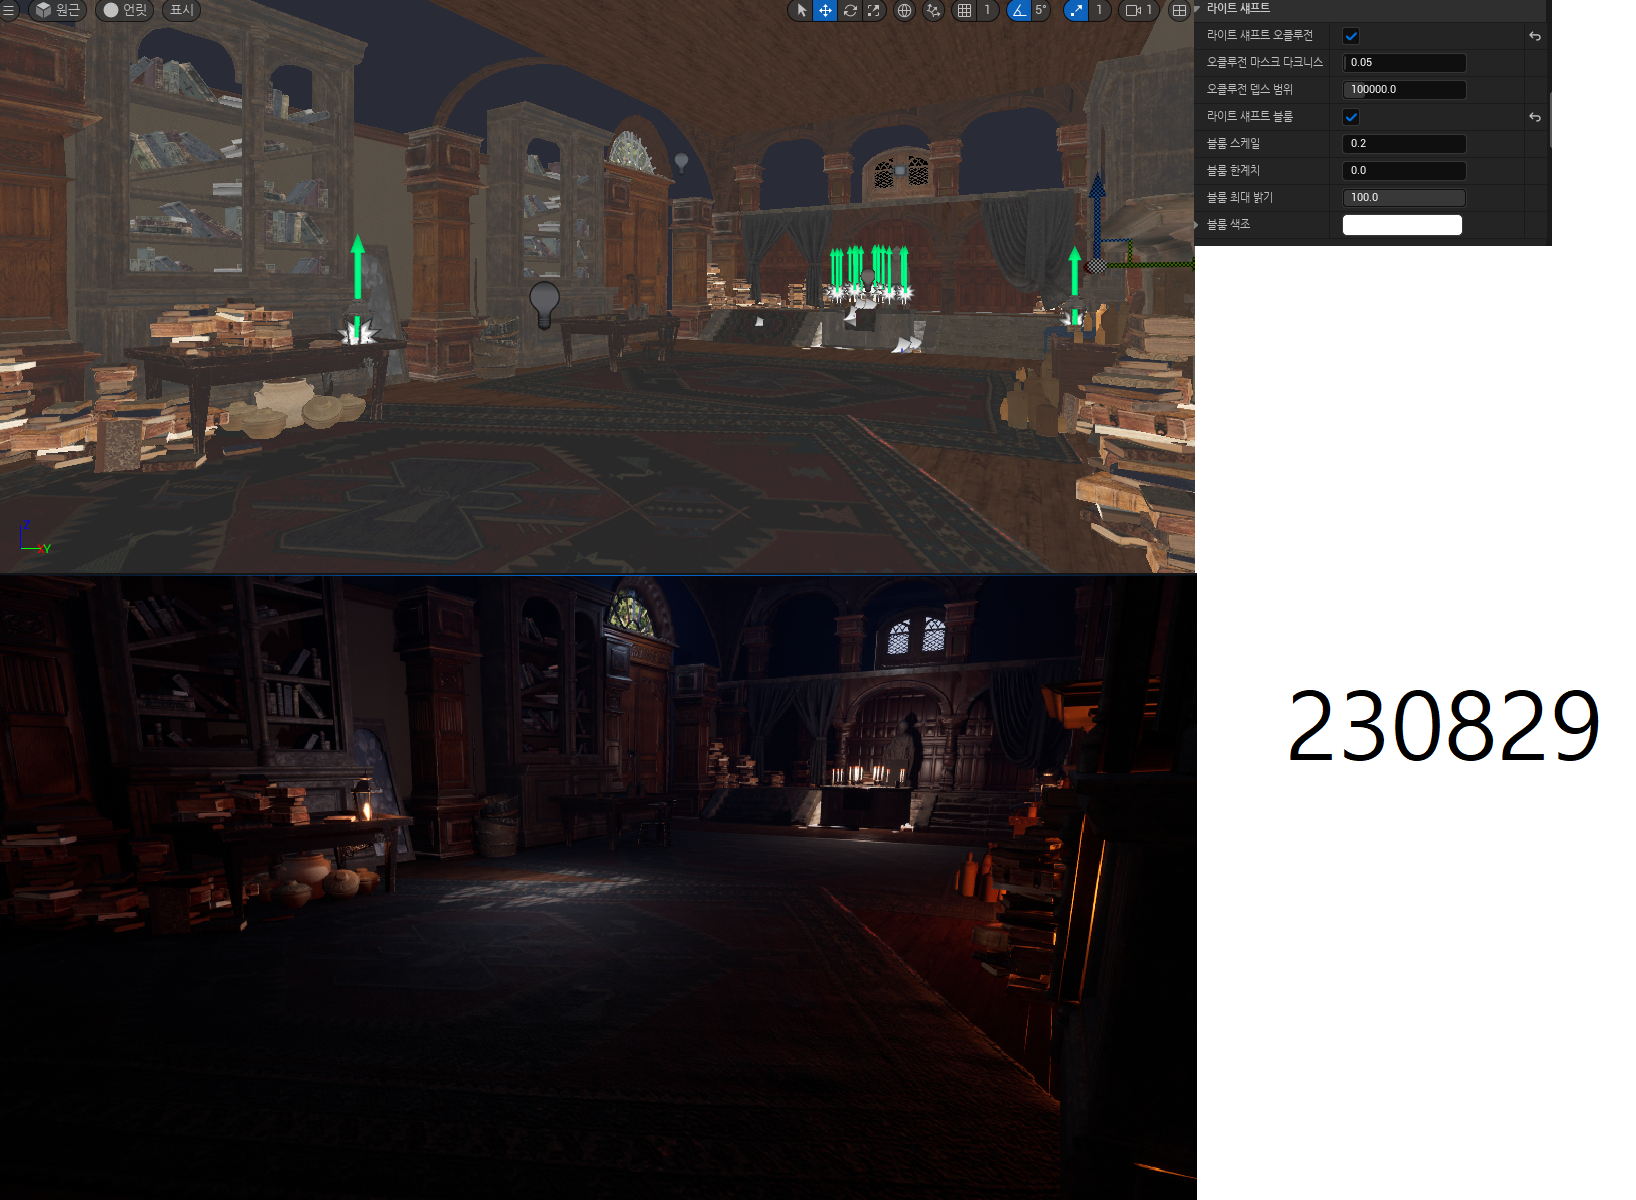 원근
언릿
표시
1
5°
1
1
라이트 섀프트
라이트 섀프트 오클루전
오클루전 마스크 다크니스 0.05
오클루전 뎁스 범위 100000.0
라이트 섀프트 블룸
블룸 스케일 0.2
블룸 한계치 0.0
블룸 최대 밝기 100.0
블룸 색조
Z
Y
230829